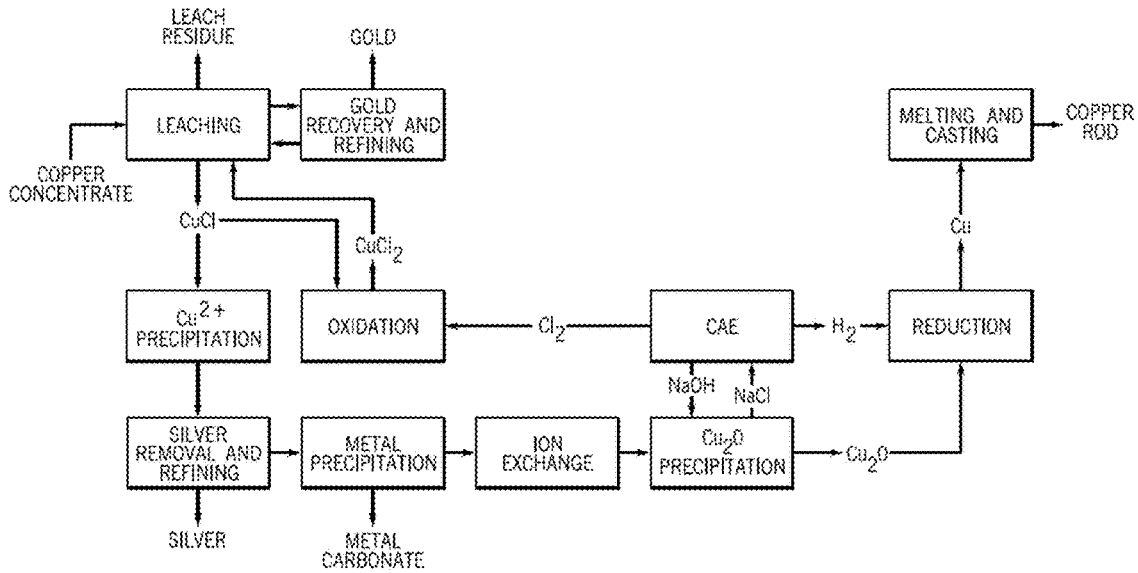 LEACH
RESIDUE
GOLD
LEACHING
GOLD
RECOVERY AND
REFINING
MELTING AND
CASTING
COPPER
ROD
COPPER
CONCENTRATE
CuCl
CuCl2
Cu
Cu2+
PRECIPITATION
OXIDATION
Cl2
CAE
H2
REDUCTION
NaOH
NaCl
SILVER
REMOVAL AND
REFINING
METAL
PRECIPITATION
ION
EXCHANGE
Cu2O
PRECIPITATION
Cu2O
SILVER
METAL
CARBONATE